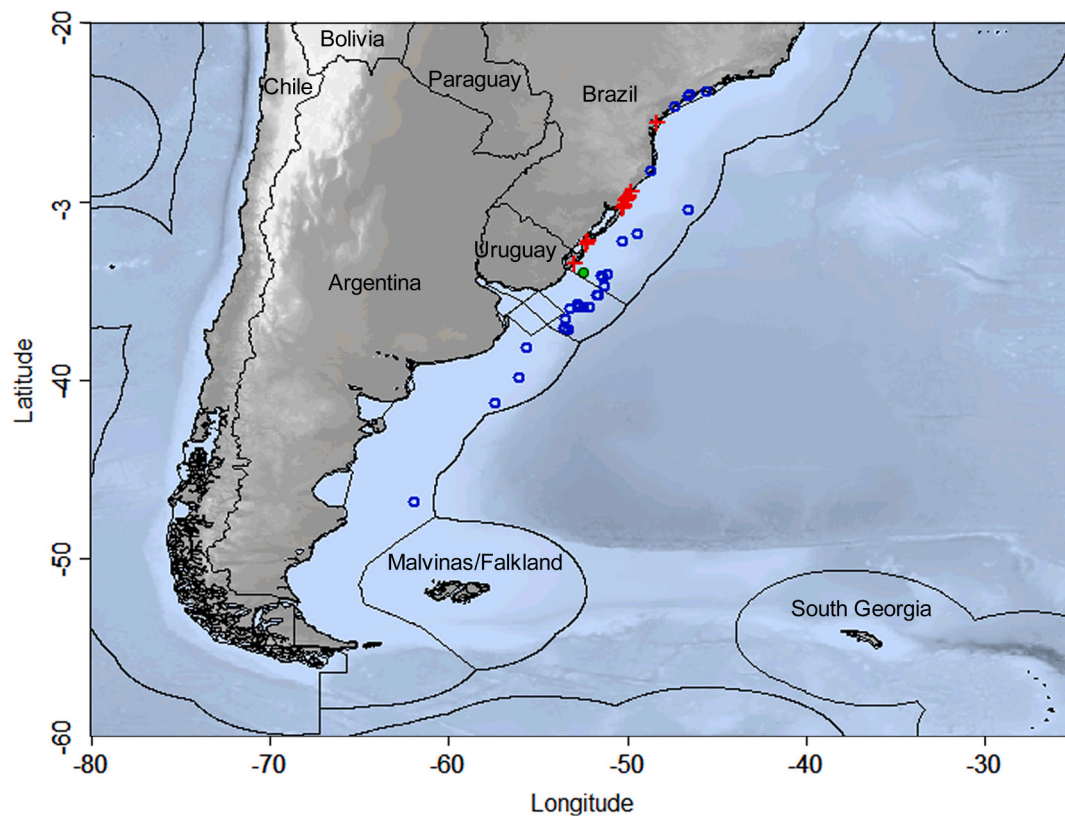 -20
Bolivia
Chile
Paraguay
Brazil
-3
Uruguay
Argentina
-40
Latitude
Malvinas/Falkland
-50
South Georgia
-60
-80
-70
-60
-50
-40
-30
Longitude